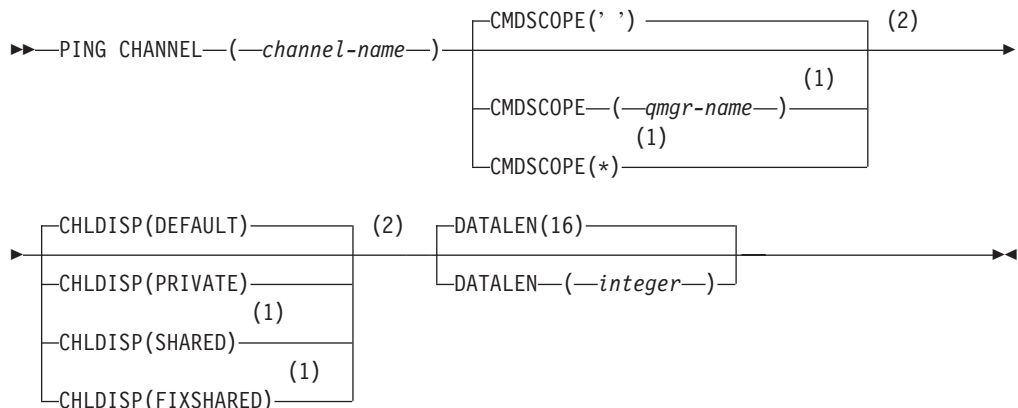 CMDSCOPE(' ') (2)
PING CHANNEL ( channel-name )
(1)
CMDSCOPE ( qmgr-name )
(1)
CMDSCOPE(*)
CHLDISP(DEFAULT) (2) DATALEN(16)
CHLDISP(PRIVATE) DATALEN ( integer )
(1)
CHLDISP(SHARED)
(1)
CHLDISP(FIXSHARED)